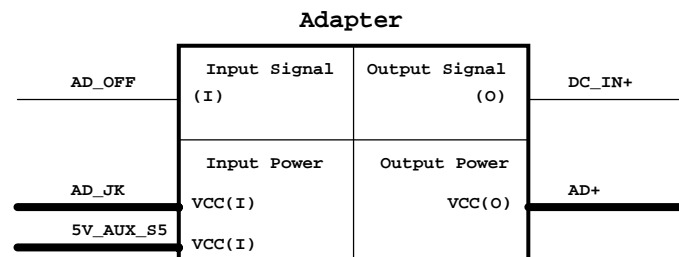 Adapter
Input Signal Output Signal
AD_OFF DC_IN+
(I) (O)
Input Power Output Power
AD_JK AD+
VCC(I) VCC(O)
5V_AUX_S5
VCC(I)